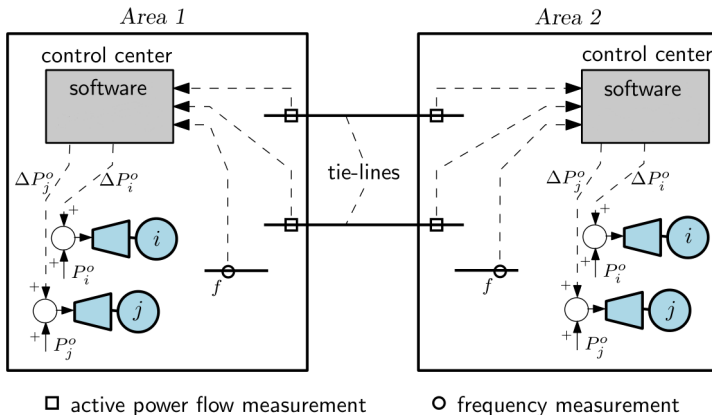 Area 1
Area 2
control center
software
control center
software
tie-lines
ΔP_j^o
ΔP_i^o
ΔP_j^o
ΔP_i^o
+
+
P_i^o
i
f
+
+
P_j^o
j
+
+
P_i^o
i
f
+
+
P_j^o
j
active power flow measurement
frequency measurement